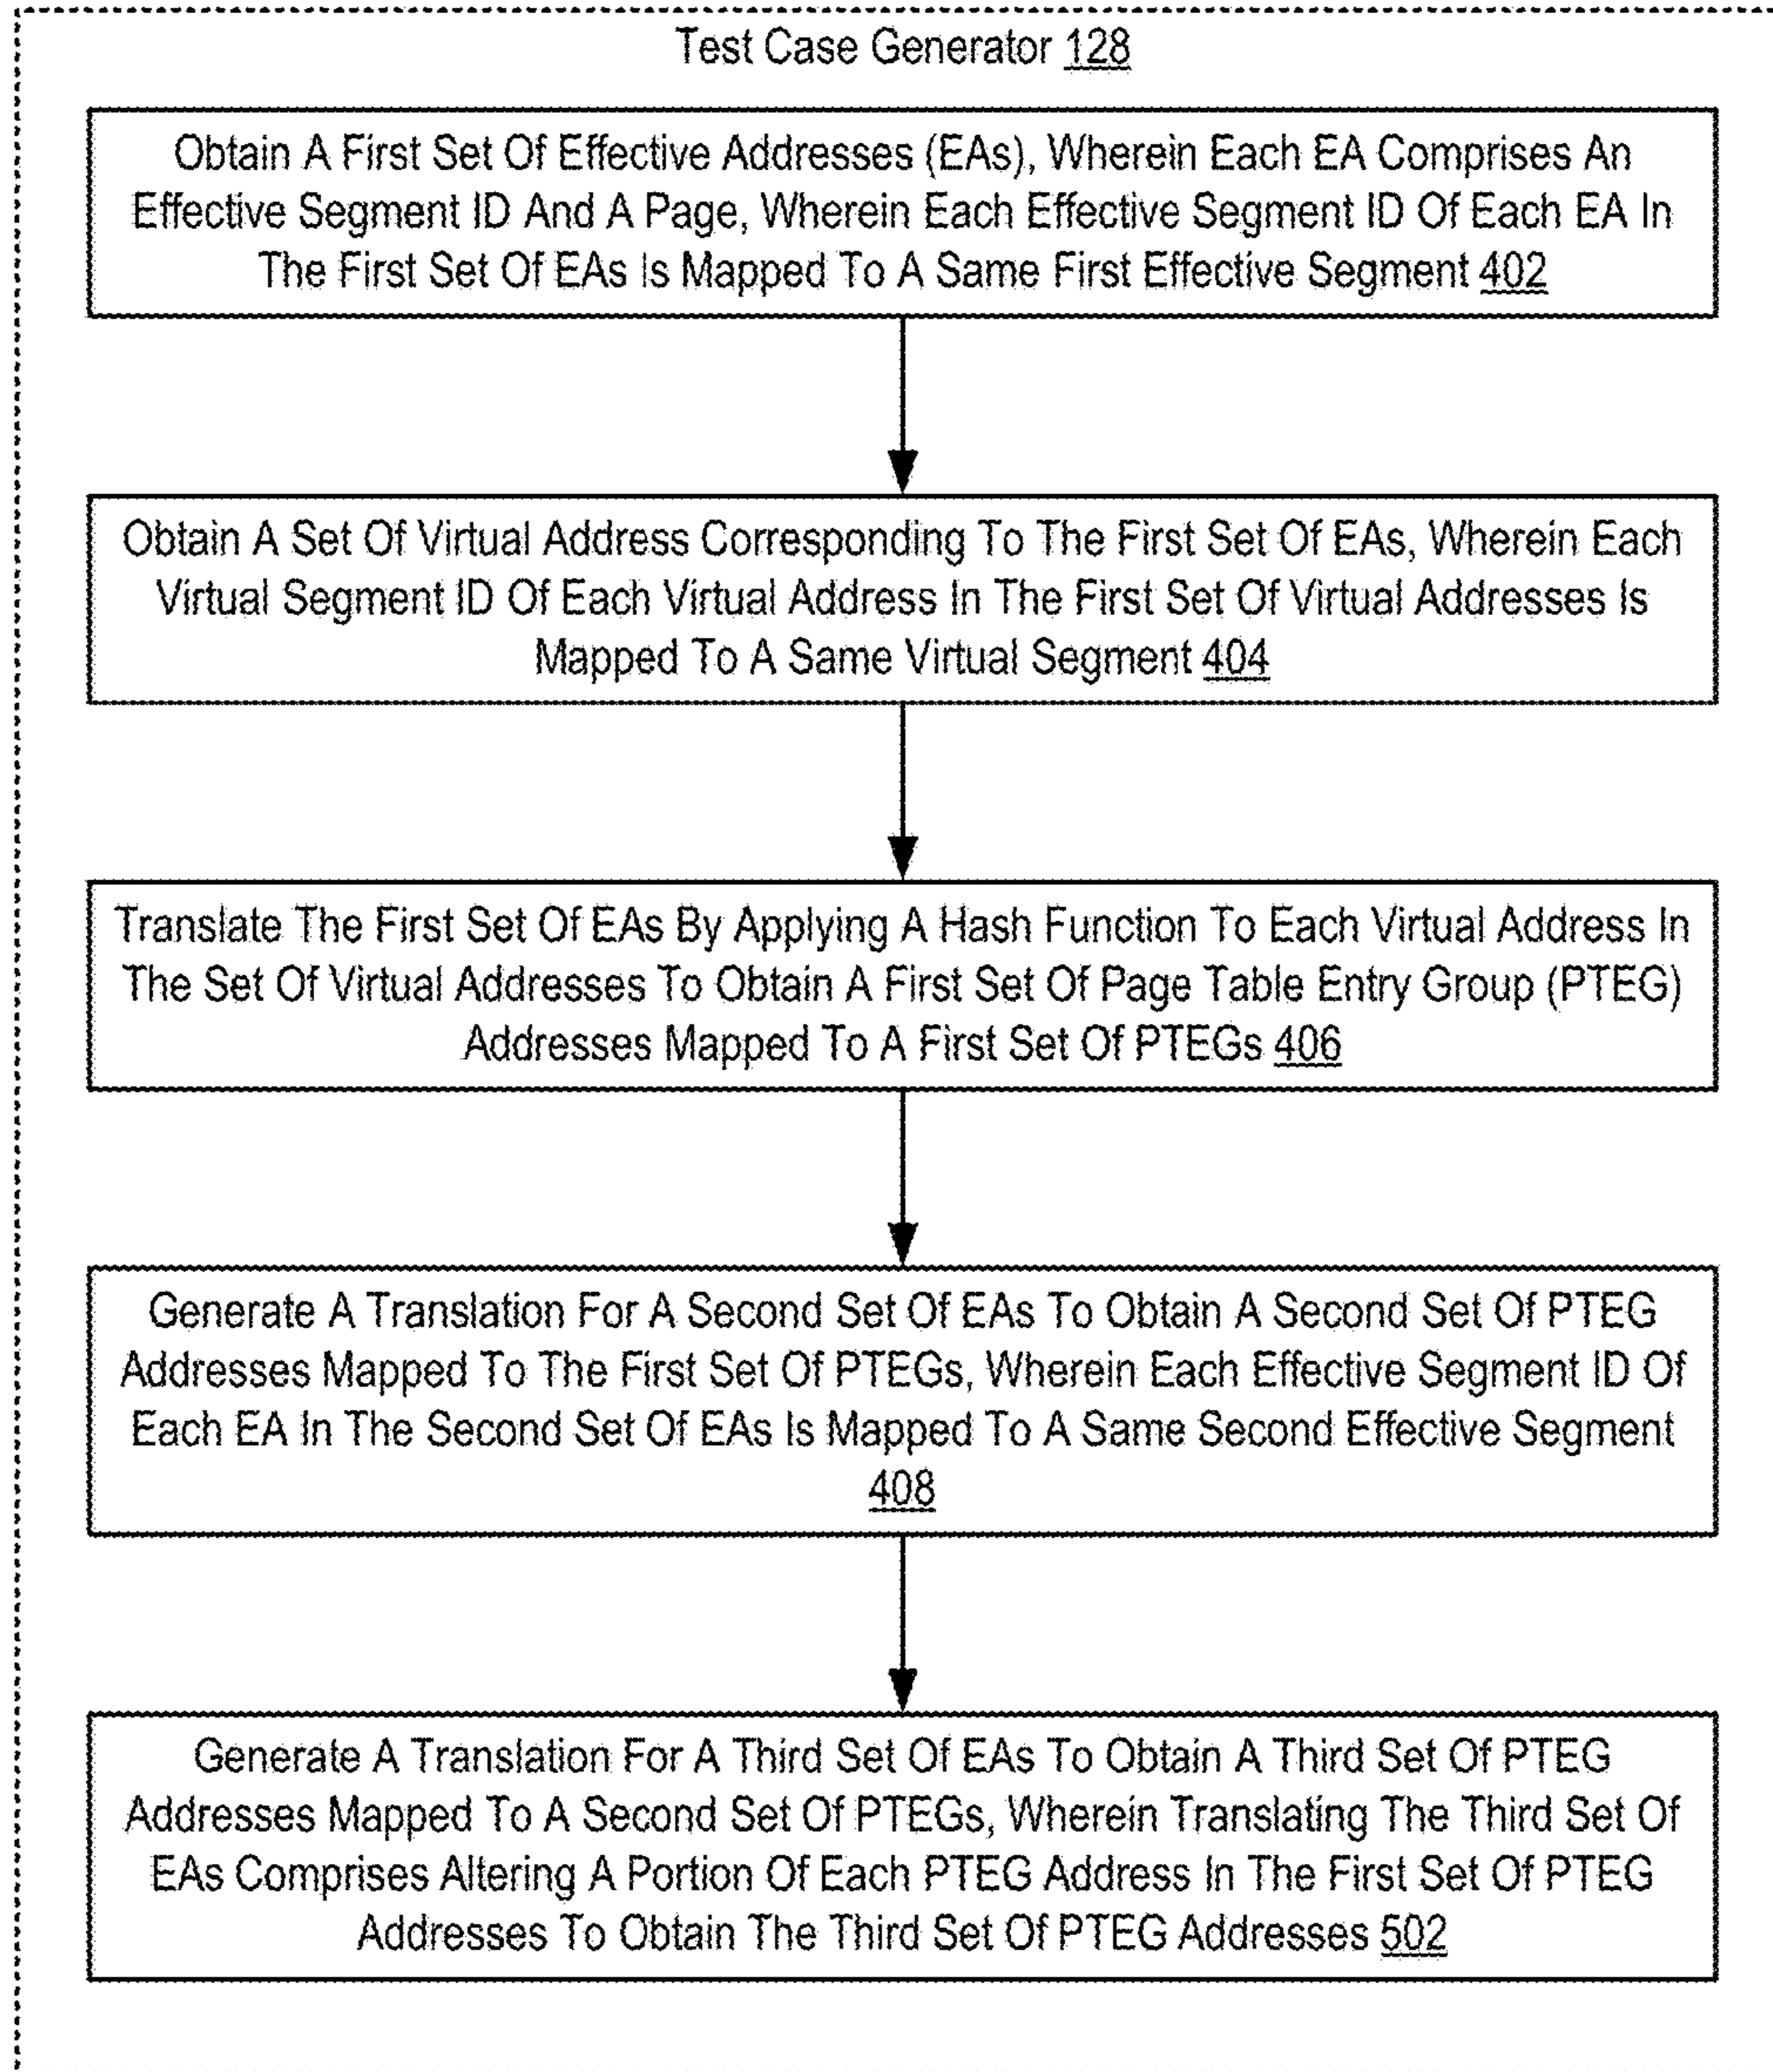 Test Case Generator 128
Obtain A First Set Of Effective Addresses (EAs), Wherein Each EA Comprises An
Effective Segment ID And A Page, Wherein Each Effective Segment ID Of Each EA In
The First Set Of EAs Is Mapped To A Same First Effective Segment 402
Obtain A Set Of Virtual Address Corresponding To The First Set Of EAs, Wherein Each
Virtual Segment ID Of Each Virtual Address In The First Set Of Virtual Addresses Is
Mapped To A Same Virtual Segment 404
Translate The First Set Of EAs By Applying A Hash Function To Each Virtual Address In
The Set Of Virtual Addresses To Obtain A First Set Of Page Table Entry Group (PTEG)
Addresses Mapped To A First Set Of PTEGs 406
Generate A Translation For A Second Set Of EAs To Obtain A Second Set Of PTEG
Addresses Mapped To The First Set Of PTEGs, Wherein Each Effective Segment ID Of
Each EA In The Second Set Of EAs Is Mapped To A Same Second Effective Segment
408
Generate A Translation For A Third Set Of EAs To Obtain A Third Set Of PTEG
Addresses Mapped To A Second Set Of PTEGs, Wherein Translating The Third Set Of
EAs Comprises Altering A Portion Of Each PTEG Address In The First Set Of PTEG
Addresses To Obtain The Third Set Of PTEG Addresses 502